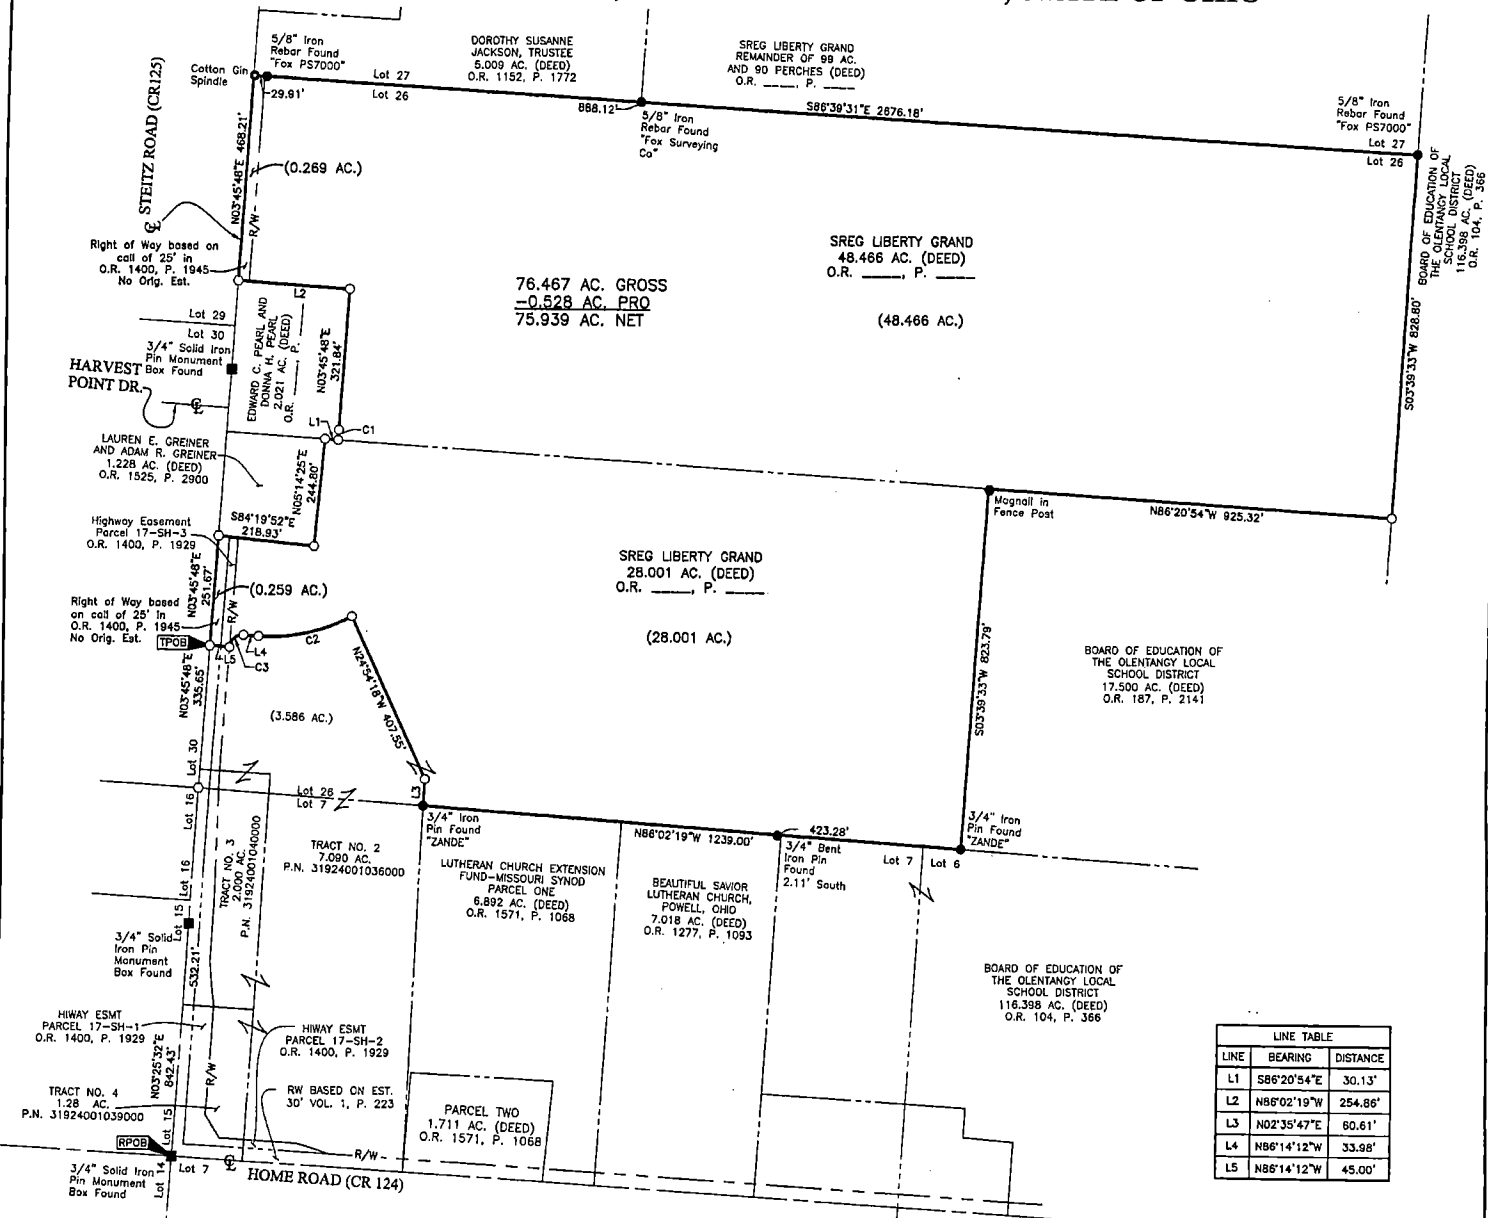 5/8" Iron
Rebar Found
"Fox PS7000"
Cotton Gin
Spindle
29.91'
Lot 27
Lot 26
DOROTHY SUSANNE
JACKSON, TRUSTEE
5.009 AC. (DEED)
O.R. 1152, P. 1772
SREG LIBERTY GRAND
REMAINDER OF 99 AC.
AND 90 PERCHES (DEED)
O.R. ____, P. ____
868.12'
5/8" Iron
Rebar Found
"Fox Surveying
Co"
S86°39'31"E 2676.18'
5/8" Iron
Rebar Found
"Fox PS7000"
Lot 27
Lot 26
BOARD OF EDUCATION OF
THE OLENTANGY LOCAL
SCHOOL DISTRICT
116.398 AC. (DEED)
O.R. 104, P. 366
S03°39'33"W 828.80'
STEITZ ROAD (CR125)
N03°45'48"E 468.21'
(0.269 AC.)
R/W
Right of Way based on
call of 25' in
O.R. 1400, P. 1945
No Orig. Est.
SREG LIBERTY GRAND
48.466 AC. (DEED)
O.R. ____, P. ____
(48.466 AC.)
76.467 AC. GROSS
-0.528 AC. PRO
75.939 AC. NET
L2
Lot 29
Lot 30
3/4" Solid Iron
Pin Monument
Box Found
HARVEST
POINT DR.
EDWARD C. PEARL AND
DONNA H. PEARL
2.021 AC. (DEED)
O.R. ____, P. ____
N03°45'48"E
321.84'
L1
C1
LAUREN E. GREINER
AND ADAM R. GREINER
1.228 AC. (DEED)
O.R. 1525, P. 2900
N05°14'25"E
244.80'
S84°19'52"E
218.93'
Highway Easement
Parcel 17-SH-3
O.R. 1400, P. 1929
N03°45'48"E
251.67'
(0.259 AC.)
R/W
Right of Way based
on call of 25' in
O.R. 1400, P. 1945
No Orig. Est.
TPOB
L5
L4
C3
C2
Magnail in
Fence Post
N86°20'54"W 925.32'
SREG LIBERTY GRAND
28.001 AC. (DEED)
O.R. ____, P. ____
(28.001 AC.)
S03°39'33"W 823.79'
BOARD OF EDUCATION OF
THE OLENTANGY LOCAL
SCHOOL DISTRICT
17.500 AC. (DEED)
O.R. 187, P. 2141
N03°45'48"E
335.65'
(3.586 AC.)
N24°54'18"W 407.55'
L3
Lot 30
Lot 16
Lot 26
Lot 7
3/4" Iron
Pin Found
"ZANDE"
N86°02'19"W 1239.00'
423.28'
3/4" Bent
Iron Pin
Found
2.11' South
Lot 7
Lot 6
3/4" Iron
Pin Found
"ZANDE"
TRACT NO. 3
2.000 AC.
P.N. 31924001040000
TRACT NO. 2
7.090 AC.
P.N. 31924001036000
LUTHERAN CHURCH EXTENSION
FUND-MISSOURI SYNOD
PARCEL ONE
6.892 AC. (DEED)
O.R. 1571, P. 1068
BEAUTIFUL SAVIOR
LUTHERAN CHURCH,
POWELL, OHIO
7.018 AC. (DEED)
O.R. 1277, P. 1093
Lot 16
Lot 15
3/4" Solid
Iron Pin
Monument
Box Found
532.21'
BOARD OF EDUCATION OF
THE OLENTANGY LOCAL
SCHOOL DISTRICT
116.398 AC. (DEED)
O.R. 104, P. 366
HIWAY ESMT
PARCEL 17-SH-1
O.R. 1400, P. 1929
HIWAY ESMT
PARCEL 17-SH-2
O.R. 1400, P. 1929
N03°25'32"E
842.43'
R/W
TRACT NO. 4
1.28 AC.
P.N. 31924001039000
RW BASED ON EST.
30' VOL. 1, P. 223
PARCEL TWO
1.711 AC. (DEED)
O.R. 1571, P. 1068
Lot 15
RPOB
Lot 14
Lot 7
3/4" Solid Iron
Pin Monument
Box Found
R/W
HOME ROAD (CR 124)
LINE TABLE
LINE BEARING DISTANCE
L1 S86°20'54"E 30.13'
L2 N86°02'19"W 254.86'
L3 N02°35'47"E 60.61'
L4 N86°14'12"W 33.98'
L5 N86°14'12"W 45.00'